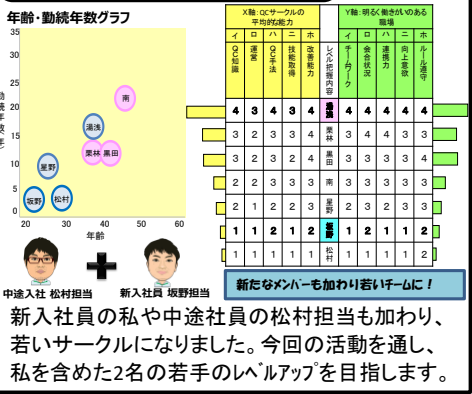 年齢・勤続年数グラフ
勤続年数(年)
35
30
25
20
15
10
5
0
20 30 40 50 60
年齢
南
湯浅
栗林 黒田
星野
坂野 松村
X軸:QCサークルの平均的な能力
Y軸:明るく働きがいのある職場
イ ロ ハ ニ ホ イ ロ ハ ニ ホ
QC知識 運営 QC手法 技能取得 改善能力 レベル把握内容 チームワーク 会合状況 連携力 向上意欲 ルール遵守
4 3 4 3 4 湯浅 4 4 4 4 4
3 2 3 3 4 栗林 3 4 4 3 3
3 3 3 2 4 黒田 3 3 3 3 4
2 2 3 3 3 南 3 3 3 3 3
2 1 2 2 3 星野 2 3 2 3 3
1 1 2 1 2 坂野 1 2 1 1 2
1 1 1 1 1 松村 1 1 1 1 2
中途入社 松村担当 新入社員 坂野担当
新たなメンバーも加わり若いチームに!
新入社員の私や中途社員の松村担当も加わり、
若いサークルになりました。今回の活動を通し、
私を含めた2名の若手のレベルアップを目指します。